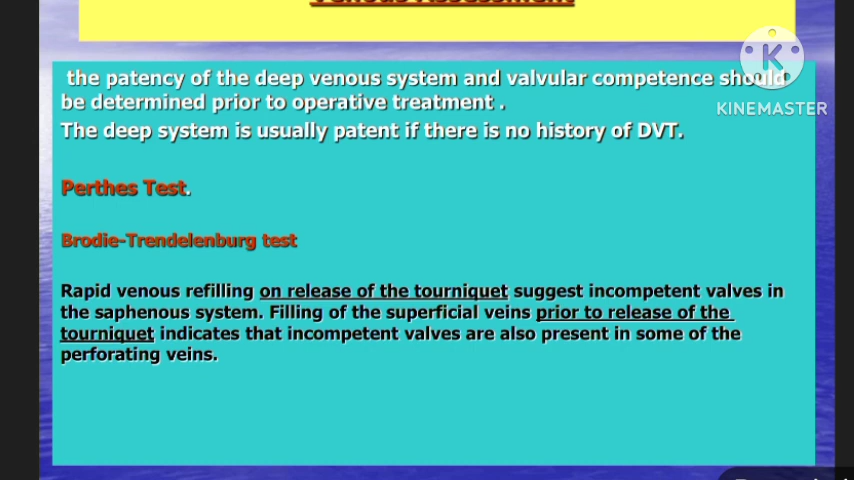 Venous Assessment
the patency of the deep venous system and valvular competence should
be determined prior to operative treatment .
The deep system is usually patent if there is no history of DVT.
Perthes Test.
Brodie-Trendelenburg test
Rapid venous refilling on release of the tourniquet suggest incompetent valves in
the saphenous system. Filling of the superficial veins prior to release of the
tourniquet indicates that incompetent valves are also present in some of the
perforating veins.
K
KINEMASTER